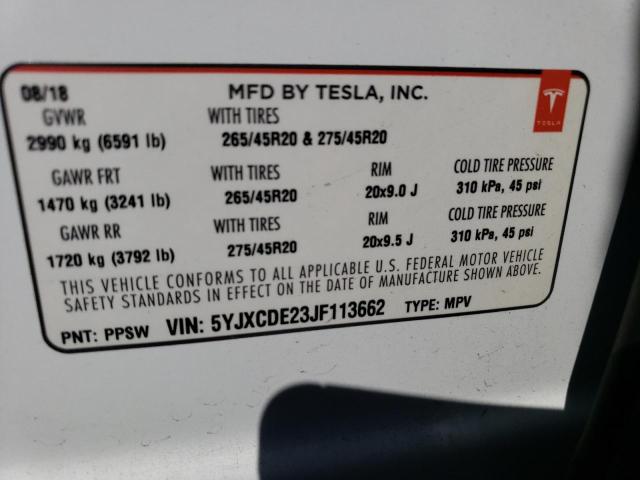 08/18 MFD BY TESLA, INC.
GVWR WITH TIRES
2990 kg (6591 lb) 265/45R20 & 275/45R20
TESLA
GAWR FRT WITH TIRES RIM COLD TIRE PRESSURE
1470 kg (3241 lb) 265/45R20 20x9.0 J 310 kPa, 45 psi
GAWR RR WITH TIRES RIM COLD TIRE PRESSURE
1720 kg (3792 lb) 275/45R20 20x9.5 J 310 kPa, 45 psi
THIS VEHICLE CONFORMS TO ALL APPLICABLE U.S. FEDERAL MOTOR VEHICLE
SAFETY STANDARDS IN EFFECT ON THE DATE OF MANUFACTURE SHOWN ABOVE.
PNT: PPSW VIN: 5YJXCDE23JF113662 TYPE: MPV